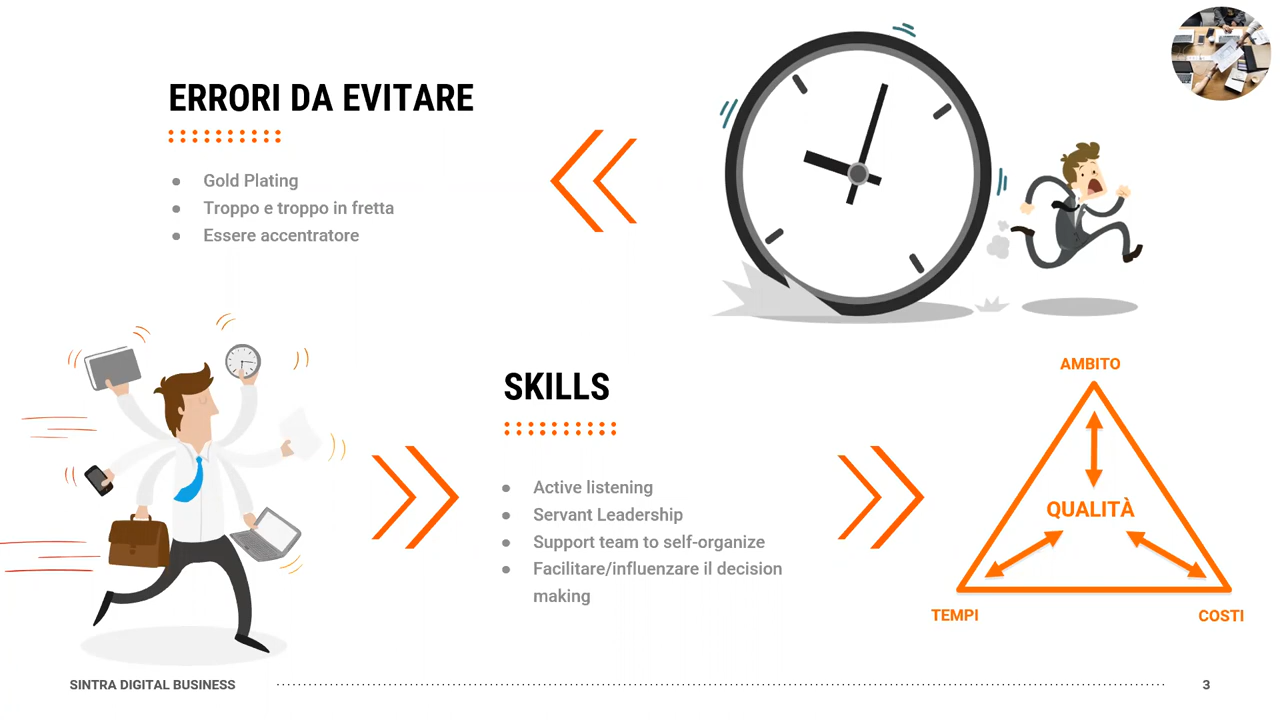 ERRORI DA EVITARE
● Gold Plating
● Troppo e troppo in fretta
● Essere accentratore
SKILLS
● Active listening
● Servant Leadership
● Support team to self-organize
● Facilitare/influenzare il decision
making
AMBITO
QUALITÀ
TEMPI
COSTI
SINTRA DIGITAL BUSINESS
3